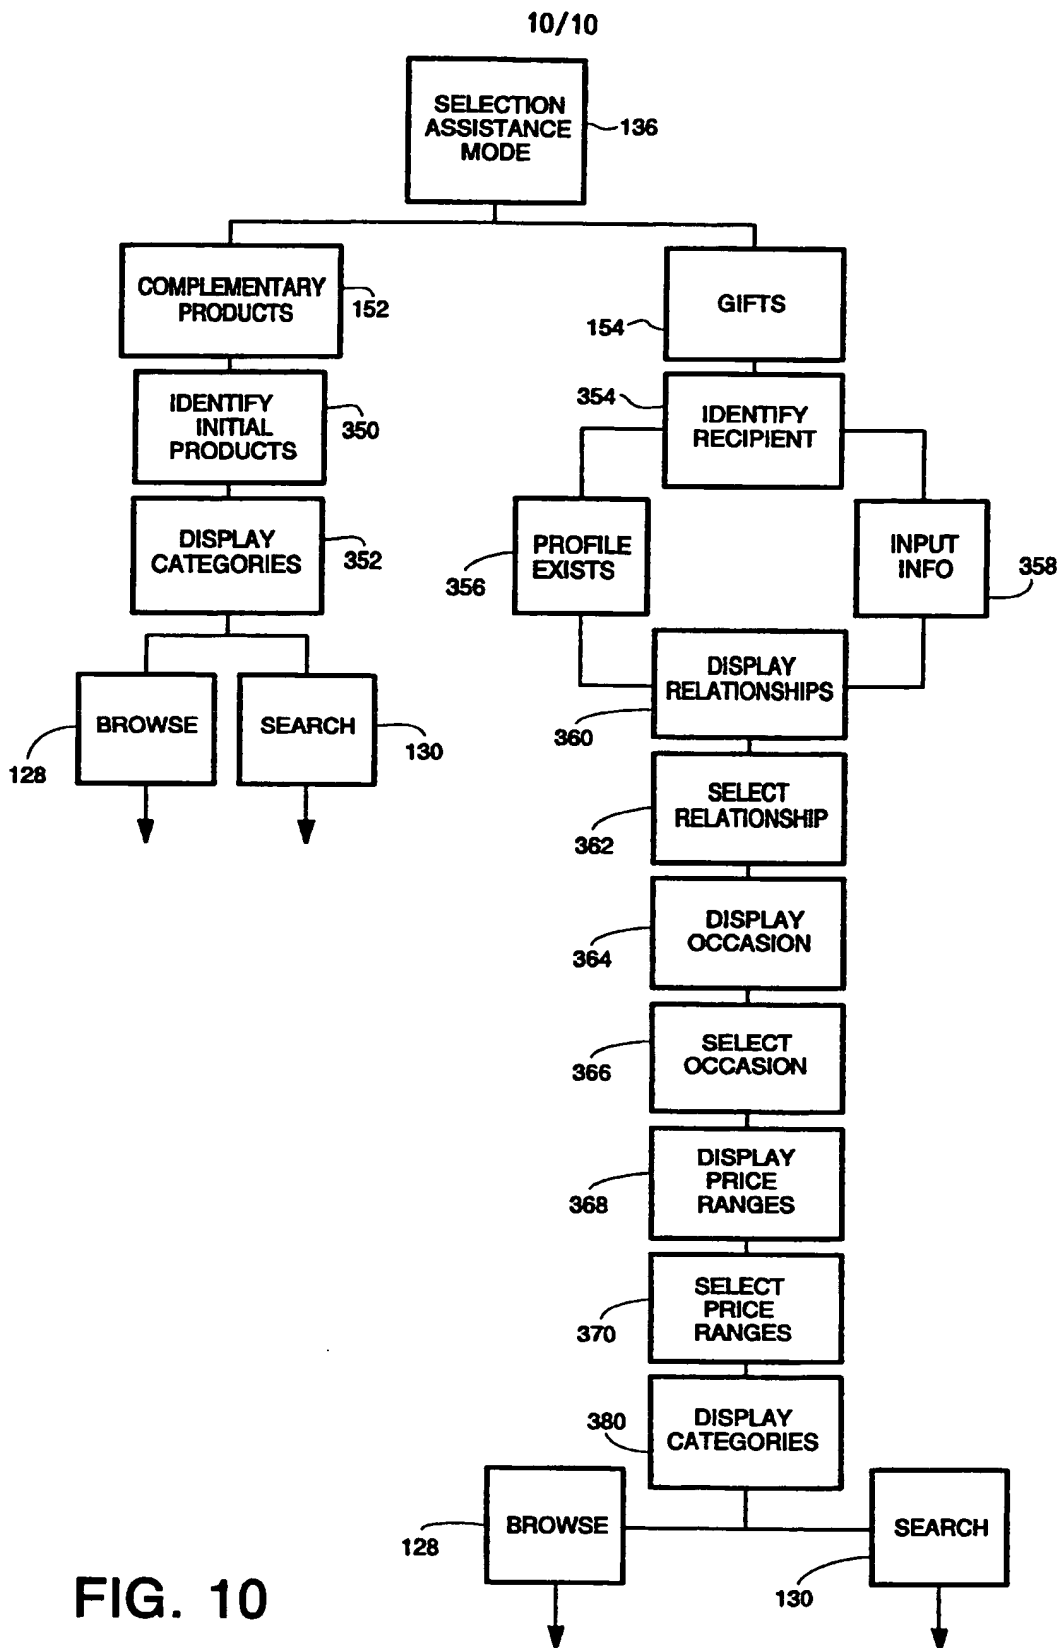 10/10
SELECTION
ASSISTANCE
MODE
136
COMPLEMENTARY
PRODUCTS
152
GIFTS
154
IDENTIFY
INITIAL
PRODUCTS
350
354
IDENTIFY
RECIPIENT
DISPLAY
CATEGORIES
352
PROFILE
EXISTS
356
INPUT
INFO
358
BROWSE
128
SEARCH
130
DISPLAY
RELATIONSHIPS
360
SELECT
RELATIONSHIP
362
DISPLAY
OCCASION
364
SELECT
OCCASION
366
DISPLAY
PRICE
RANGES
368
SELECT
PRICE
RANGES
370
380
DISPLAY
CATEGORIES
BROWSE
128
SEARCH
130
FIG. 10